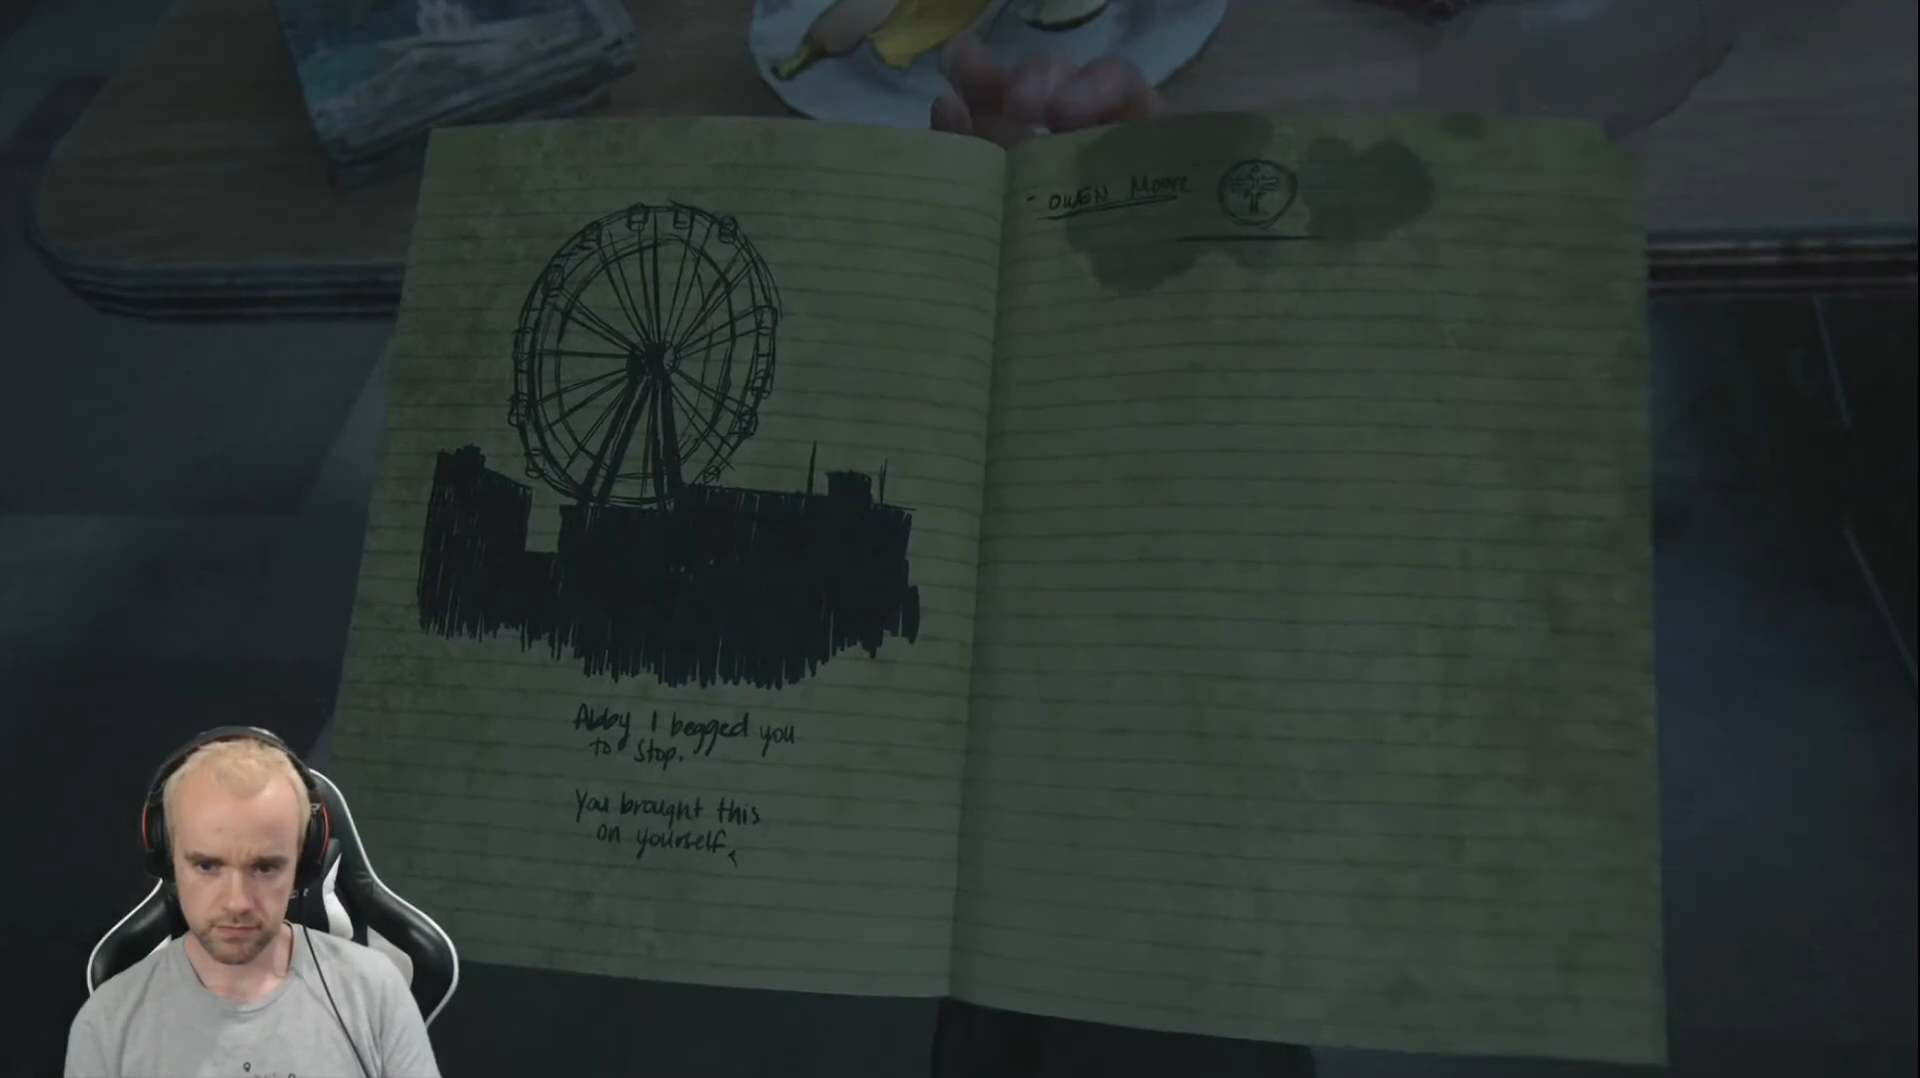 Abby I begged you
to stop.
You brought this
on yourself.
- OWEN Moore